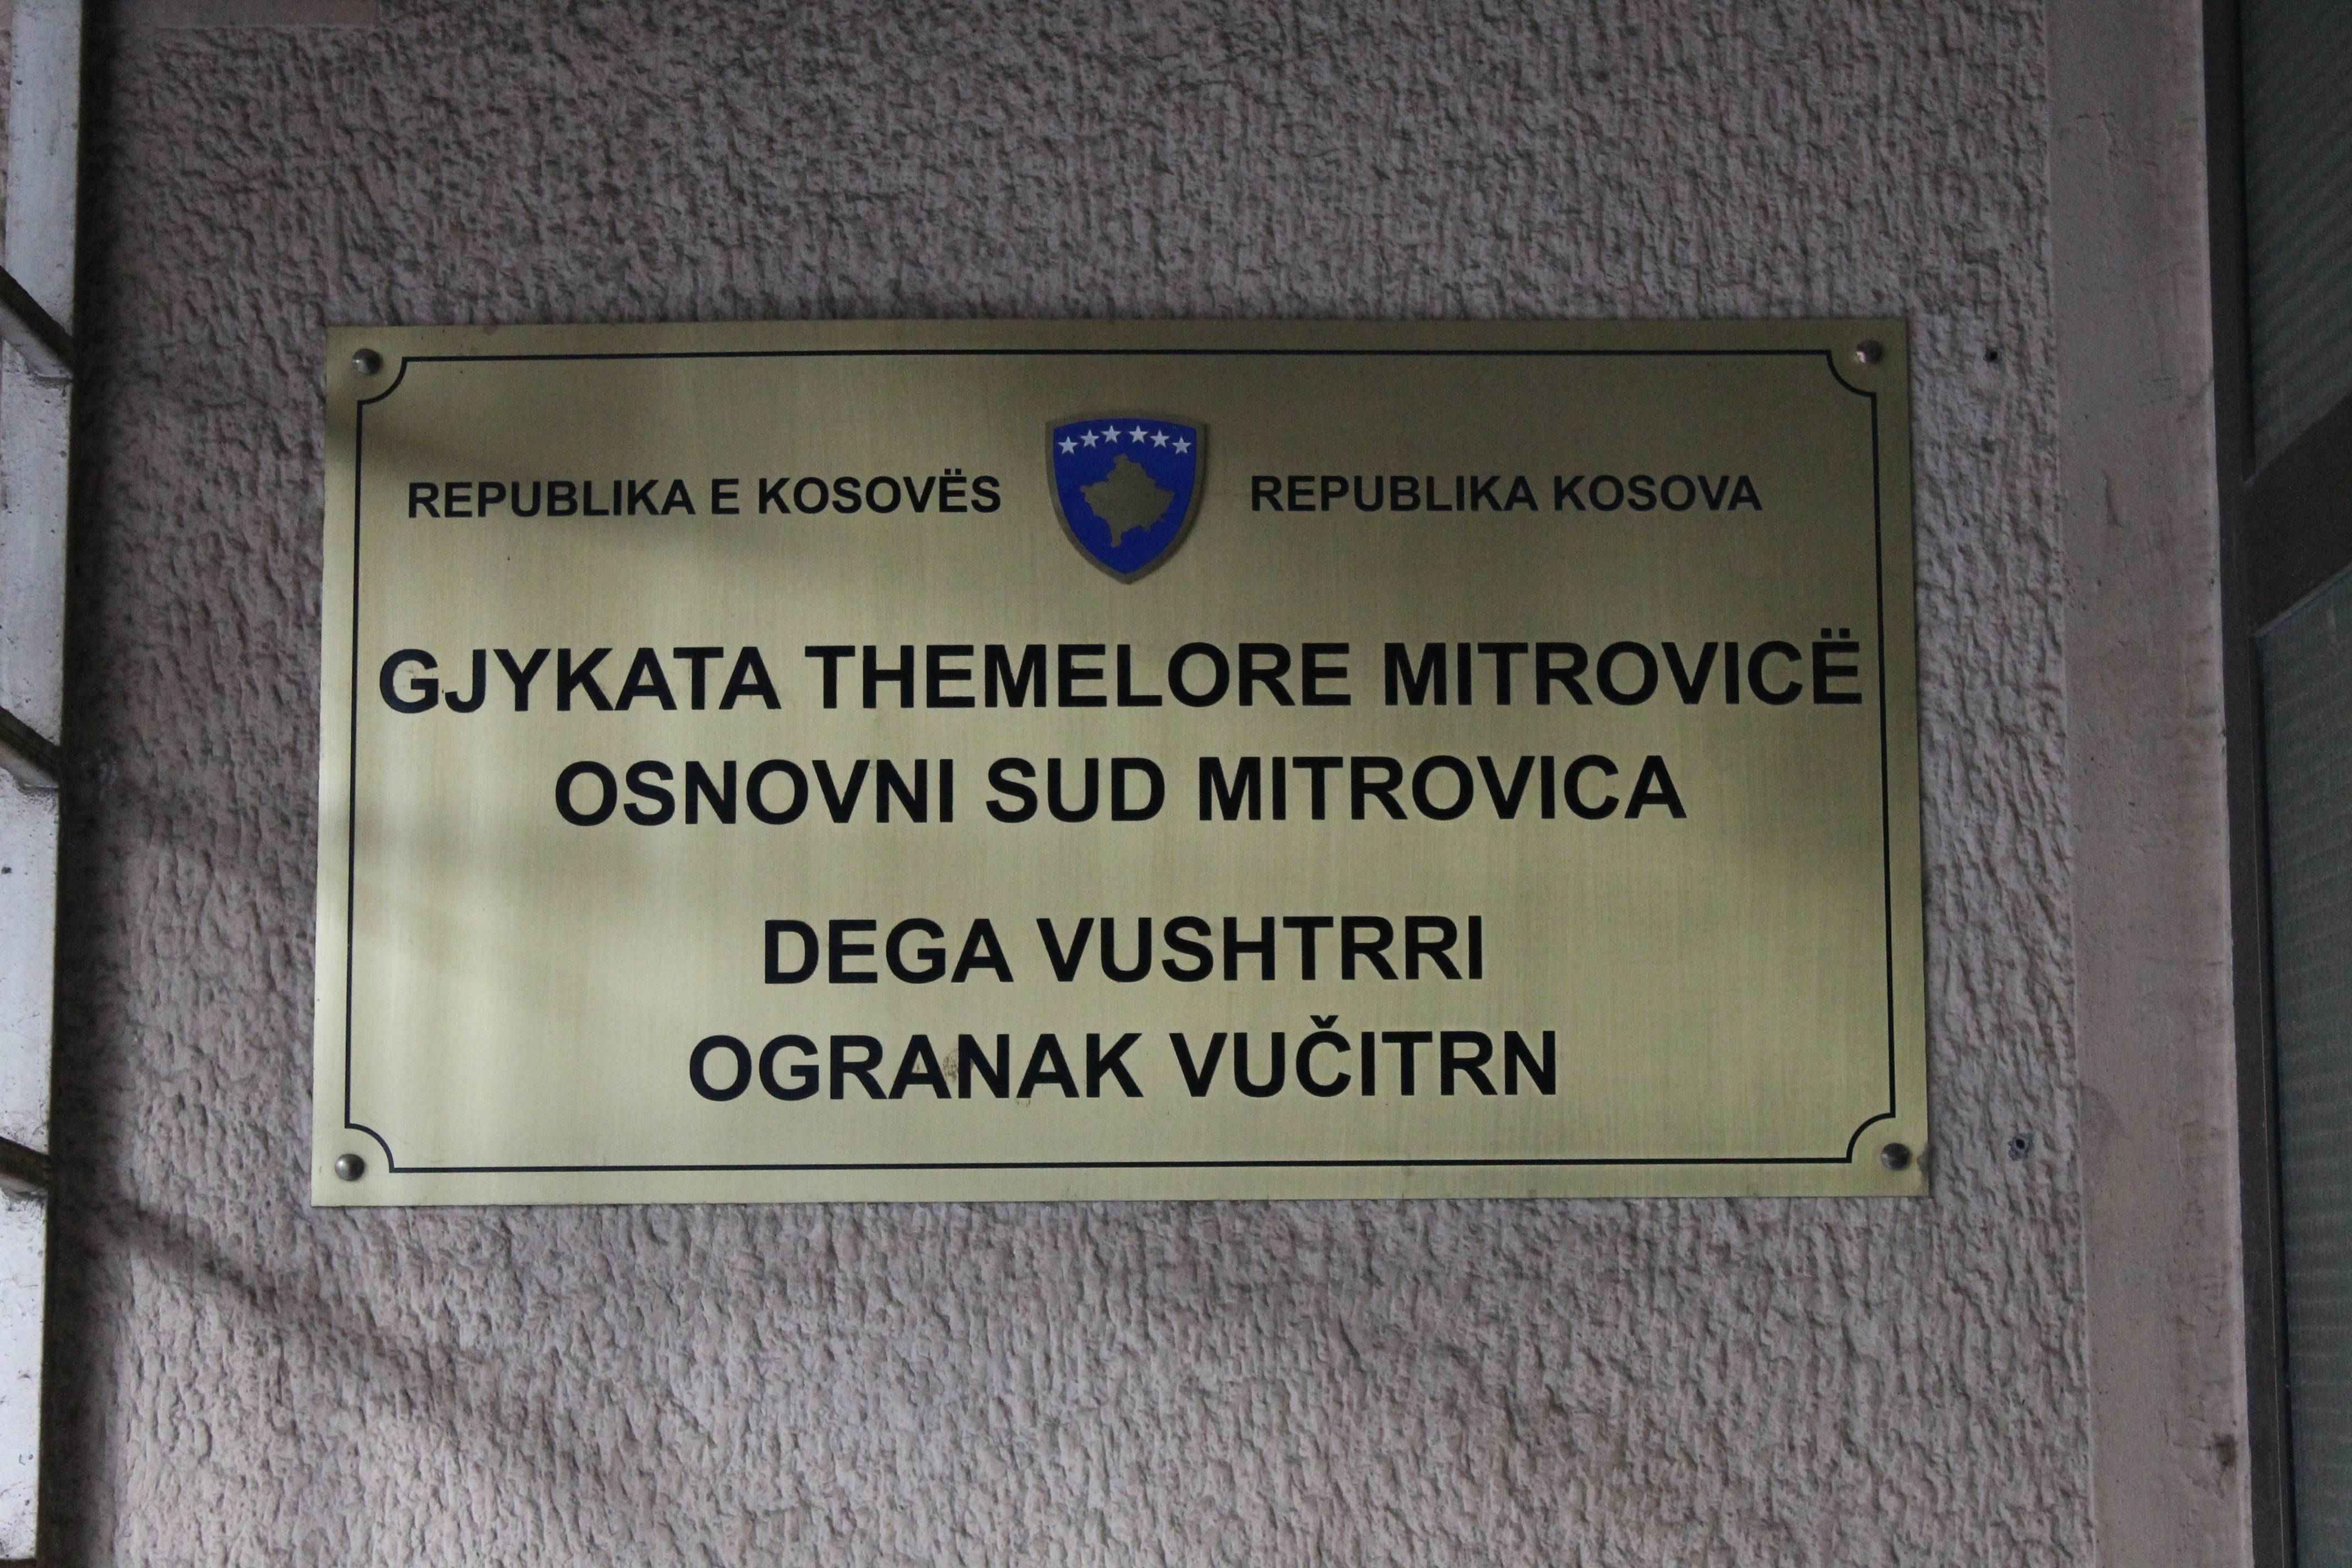 REPUBLIKA E KOSOVËS REPUBLIKA KOSOVA
GJYKATA THEMELORE MITROVICË
OSNOVNI SUD MITROVICA
DEGA VUSHTRRI
OGRANAK VUČITRN